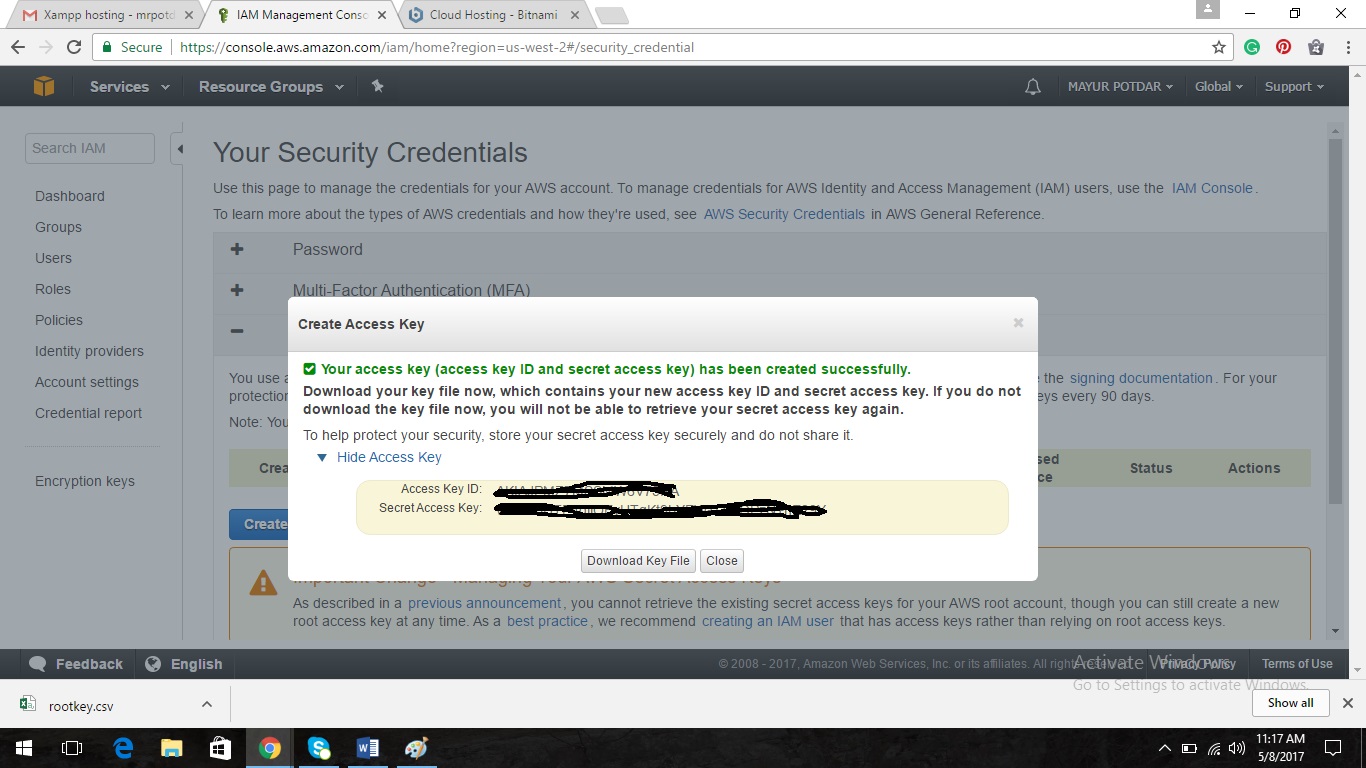 Xampp hosting - mrpotd
IAM Management Conso
Cloud Hosting - Bitnami
Secure
https://console.aws.amazon.com/iam/home?region=us-west-2#/security_credential
Services
Resource Groups
MAYUR POTDAR
Global
Support
Search IAM
Dashboard
Groups
Users
Roles
Policies
Identity providers
Account settings
Credential report
Encryption keys
Your Security Credentials
Use this page to manage the credentials for your AWS account. To manage credentials for AWS Identity and Access Management (IAM) users, use the IAM Console.
To learn more about the types of AWS credentials and how they're used, see AWS Security Credentials in AWS General Reference.
Password
Multi-Factor Authentication (MFA)
You use a
the signing documentation. For your
protection
eys every 90 days.
Note: You
Status
Actions
Create
Create Access Key
Your access key (access key ID and secret access key) has been created successfully.
Download your key file now, which contains your new access key ID and secret access key. If you do not
download the key file now, you will not be able to retrieve your secret access key again.
To help protect your security, store your secret access key securely and do not share it.
Hide Access Key
Access Key ID:
Secret Access Key:
Download Key File
Close
Important Change - Managing Your AWS Secret Access Keys
As described in a previous announcement, you cannot retrieve the existing secret access keys for your AWS root account, though you can still create a new
root access key at any time. As a best practice, we recommend creating an IAM user that has access keys rather than relying on root access keys.
Feedback
English
© 2008 - 2017, Amazon Web Services, Inc. or its affiliates. All rights reserved.
Privacy Policy
Terms of Use
Activate Windows
Go to Settings to activate Windows.
rootkey.csv
Show all
11:17 AM
5/8/2017